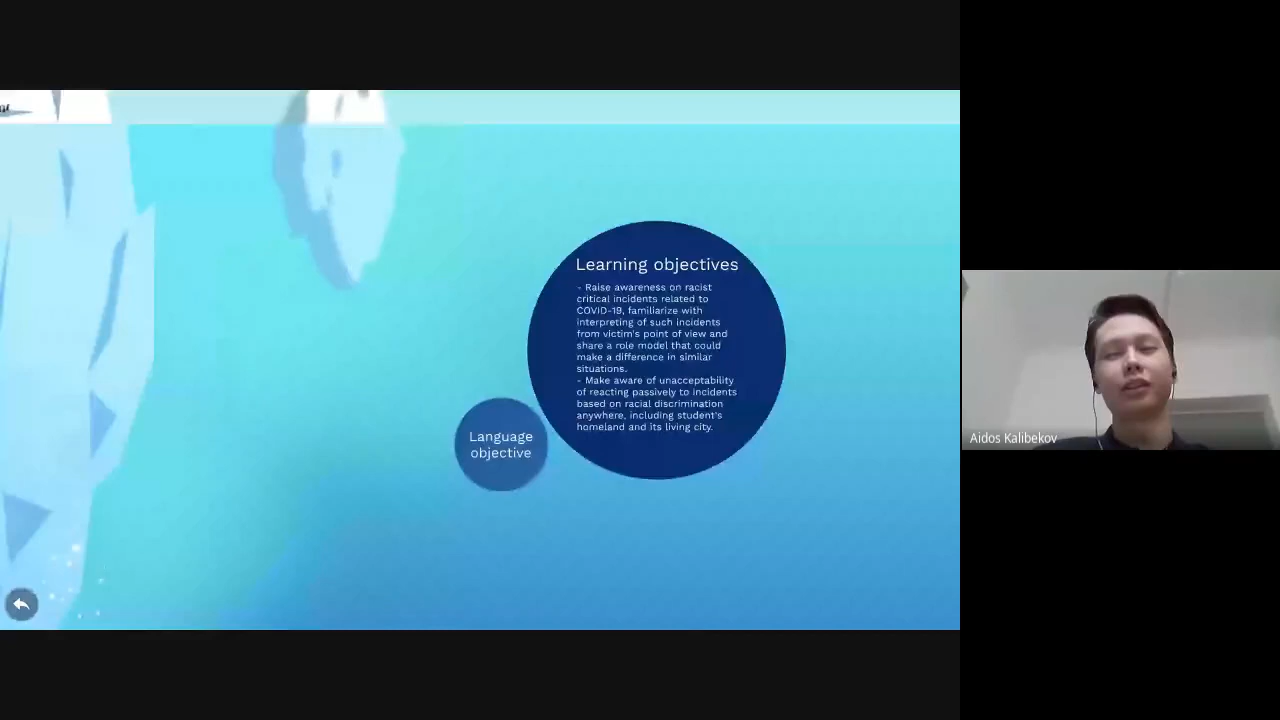 Learning objectives
- Raise awareness on racist
critical incidents related to
COVID-19, familiarize with
interpreting of such incidents
from victim's point of view and
share a role model that could
make a difference in similar
situations.
- Make aware of unacceptability
of reacting passively to incidents
based on racial discrimination
anywhere, including student's
homeland and its living city.
Language
objective
Aidos Kalibekov